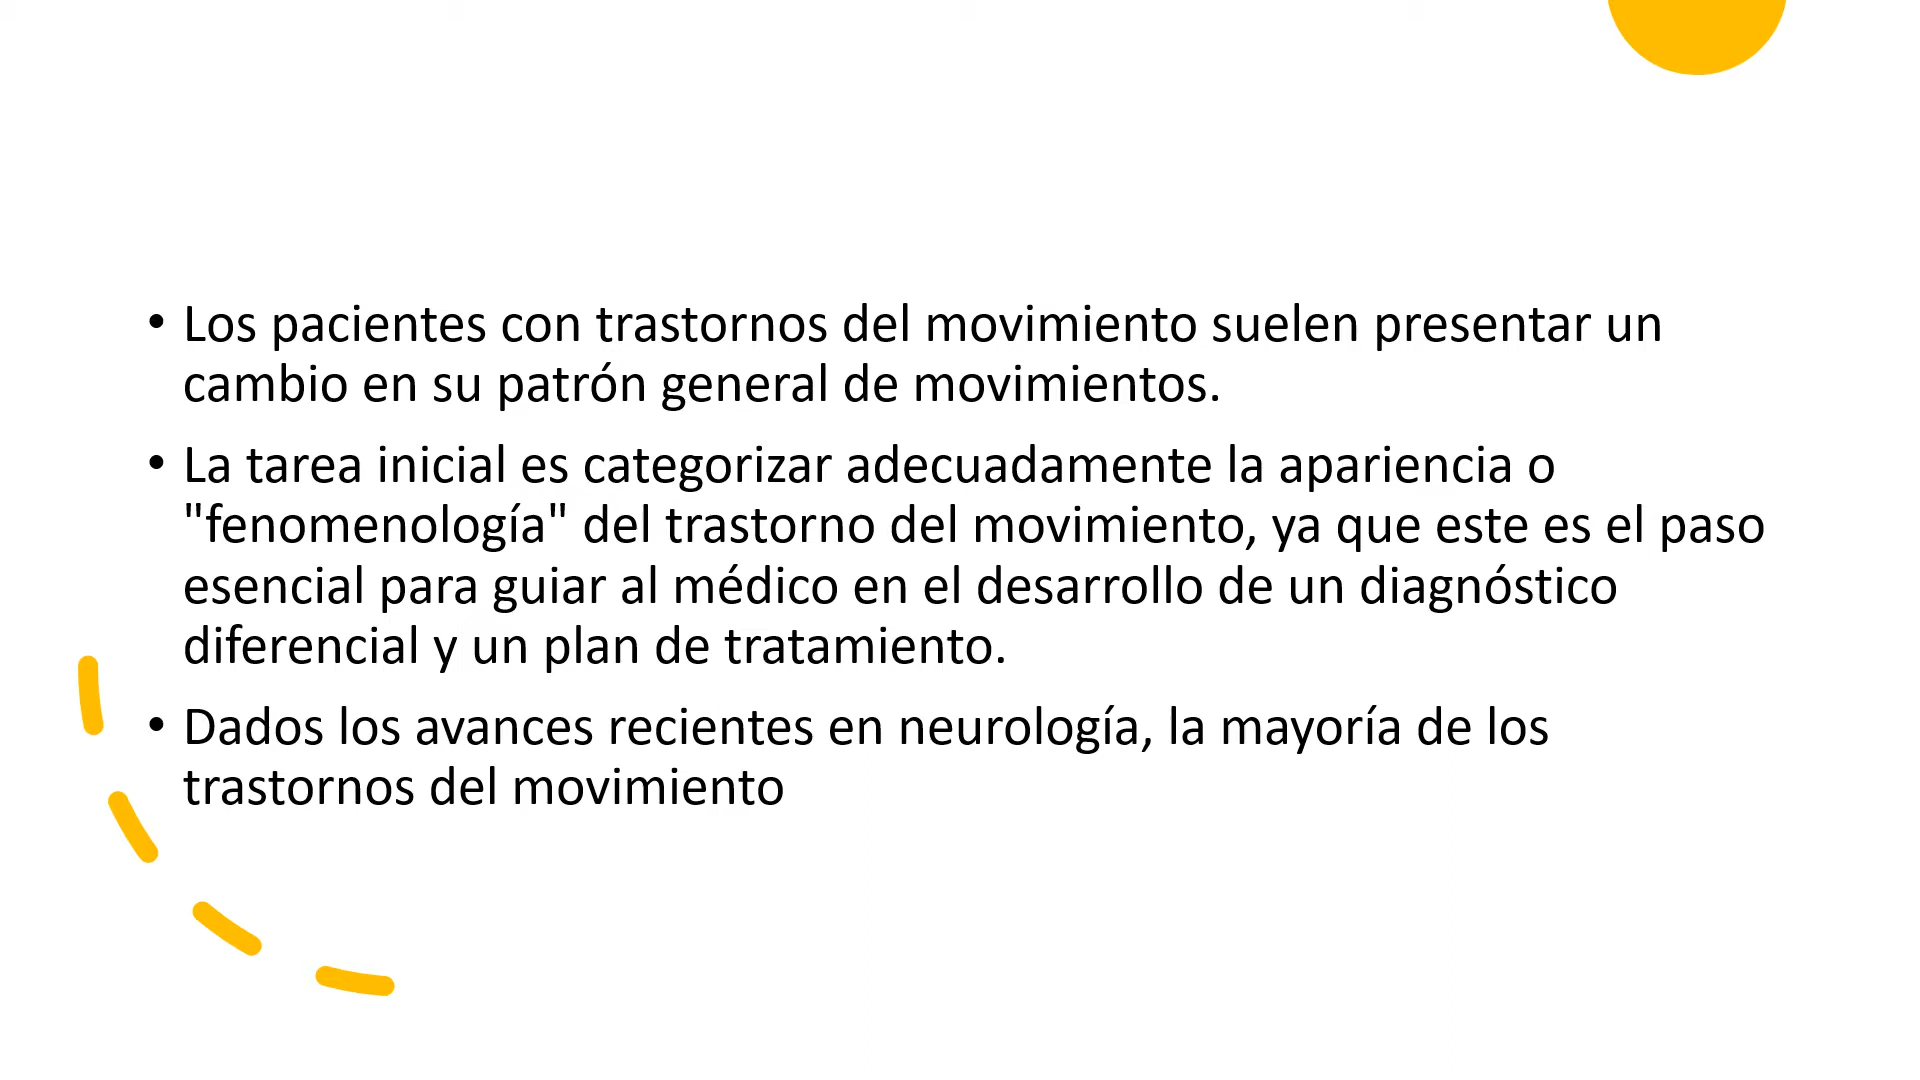 • Los pacientes con trastornos del movimiento suelen presentar un
cambio en su patrón general de movimientos.
• La tarea inicial es categorizar adecuadamente la apariencia o
"fenomenología" del trastorno del movimiento, ya que este es el paso
esencial para guiar al médico en el desarrollo de un diagnóstico
diferencial y un plan de tratamiento.
• Dados los avances recientes en neurología, la mayoría de los
trastornos del movimiento